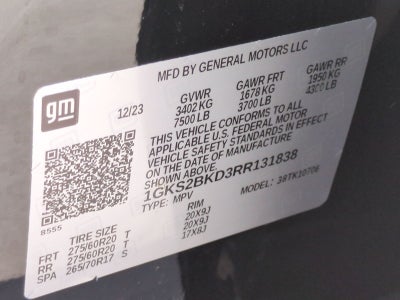 gm
MFD BY GENERAL MOTORS LLC
12/23 GVWR GAWR FRT GAWR RR
3402 KG 1678 KG 1950 KG
7500 LB 3700 LB 4300 LB
THIS VEHICLE CONFORMS TO ALL
APPLICABLE U.S. FEDERAL MOTOR
VEHICLE SAFETY STANDARDS IN EFFECT
ON THE DATE OF MANUFACTURE
SHOWN ABOVE.
1GKS2BKD3RR131838
TYPE: MPV MODEL: 38TK10706
8555
TIRE SIZE RIM
FRT 275/60R20 T 20X9J
RR 275/60R20 T 20X9J
SPA 265/70R17 S 17X8J